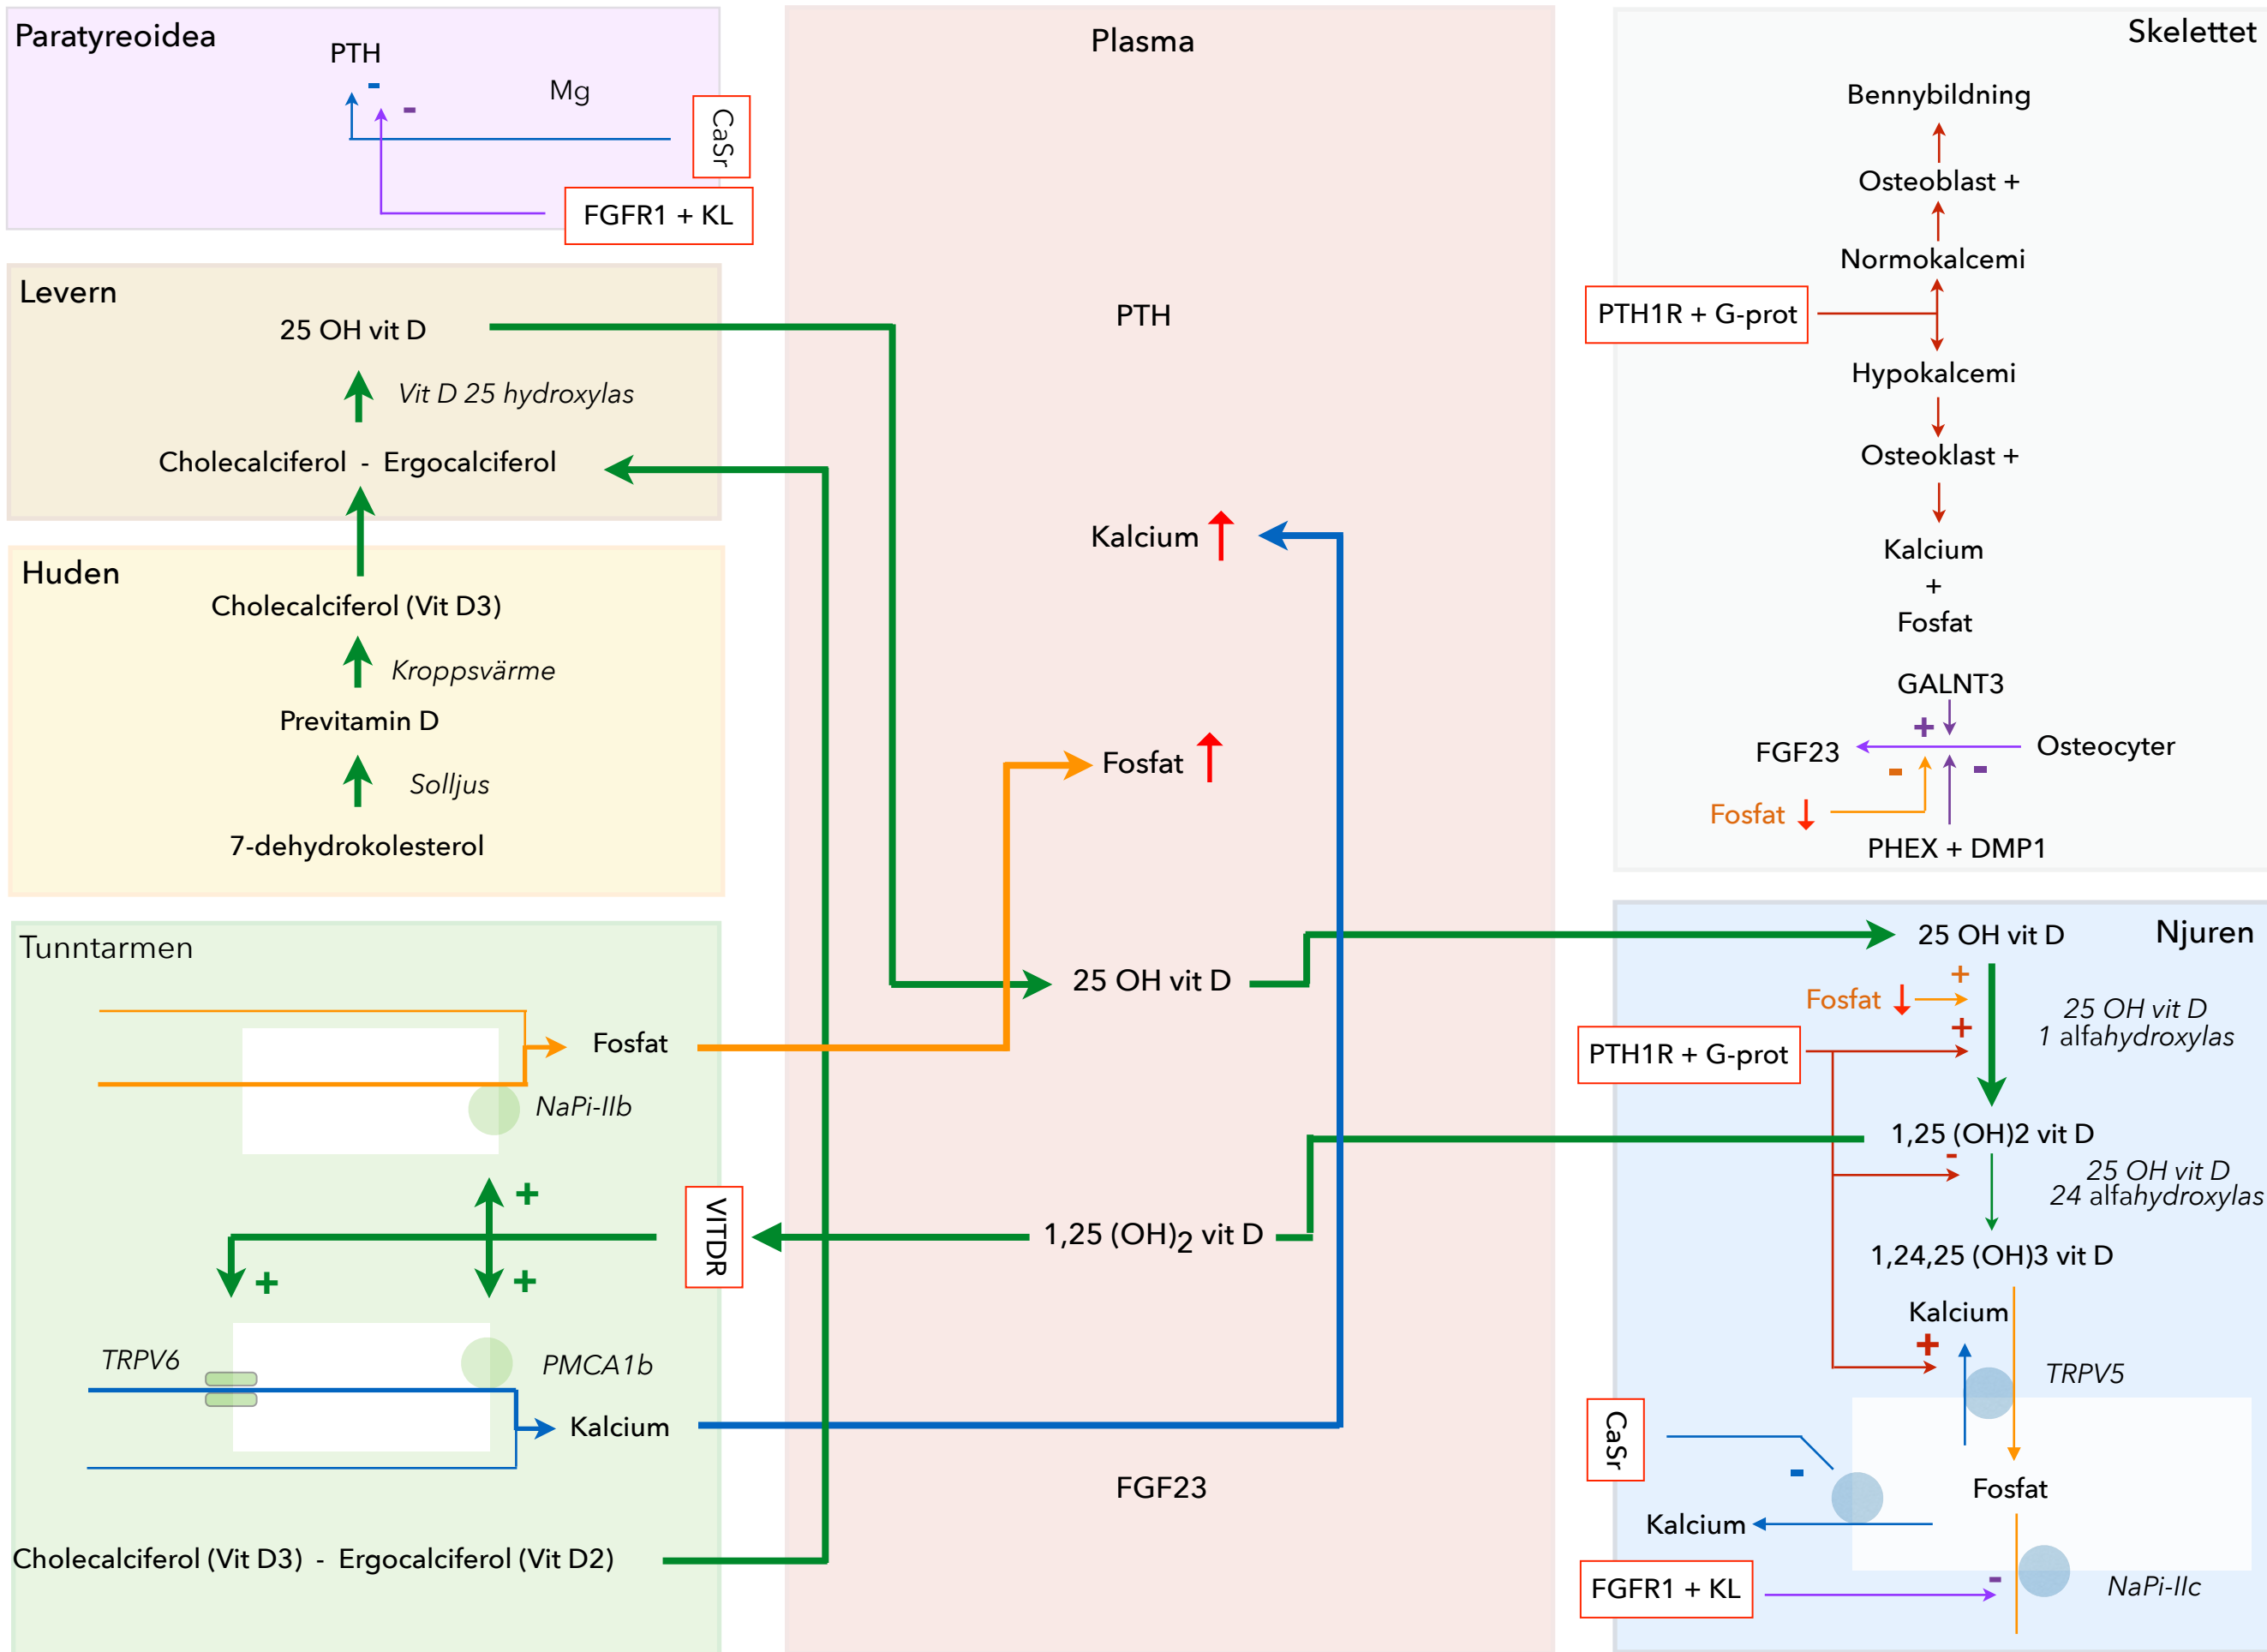 Paratyreoidea
PTH
-
-
Mg
CaSr
FGFR1 + KL
Levern
25 OH vit D
Vit D 25 hydroxylas
Cholecalciferol - Ergocalciferol
Huden
Cholecalciferol (Vit D3)
Kroppsvärme
Previtamin D
Solljus
7-dehydrokolesterol
Tunntarmen
Fosfat
NaPi-IIb
+
VITDR
+
+
TRPV6
PMCA1b
Kalcium
Cholecalciferol (Vit D3) - Ergocalciferol (Vit D2)
Plasma
PTH
Kalcium
Fosfat
25 OH vit D
1,25 (OH)2 vit D
FGF23
Skelettet
Bennybildning
Osteoblast +
Normokalcemi
PTH1R + G-prot
Hypokalcemi
Osteoklast +
Kalcium
+
Fosfat
GALNT3
+
FGF23
Osteocyter
-
-
Fosfat
PHEX + DMP1
Njuren
25 OH vit D
+
Fosfat
25 OH vit D
1 alfahydroxylas
+
PTH1R + G-prot
1,25 (OH)2 vit D
-
25 OH vit D
24 alfahydroxylas
1,24,25 (OH)3 vit D
Kalcium
+
TRPV5
CaSr
-
Fosfat
Kalcium
FGFR1 + KL
-
NaPi-IIc